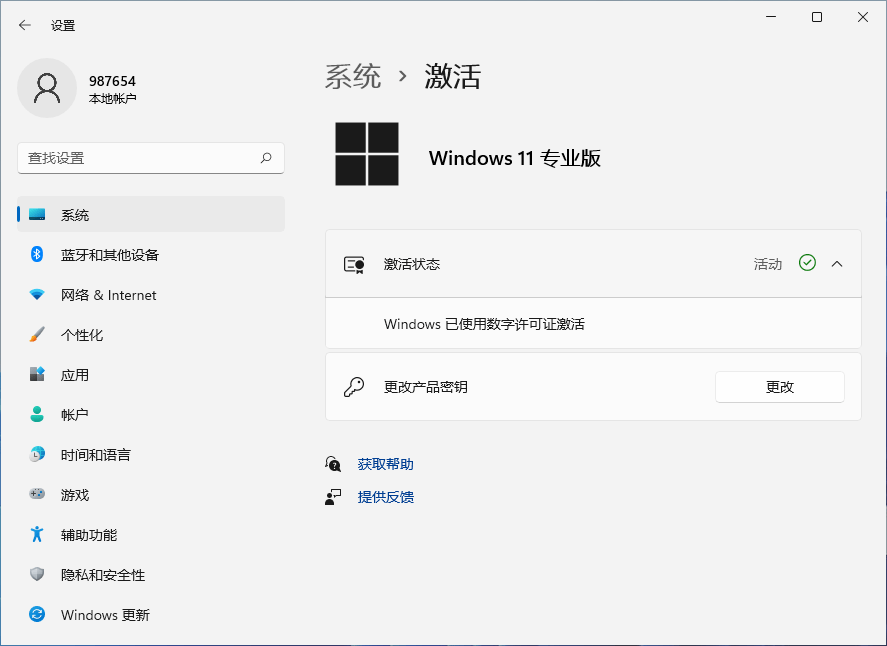 设置
987654
本地帐户
查找设置
系统
蓝牙和其他设备
网络 & Internet
个性化
应用
帐户
时间和语言
游戏
辅助功能
隐私和安全性
Windows 更新
系统 › 激活
Windows 11 专业版
激活状态 活动
Windows 已使用数字许可证激活
更改产品密钥 更改
获取帮助
提供反馈